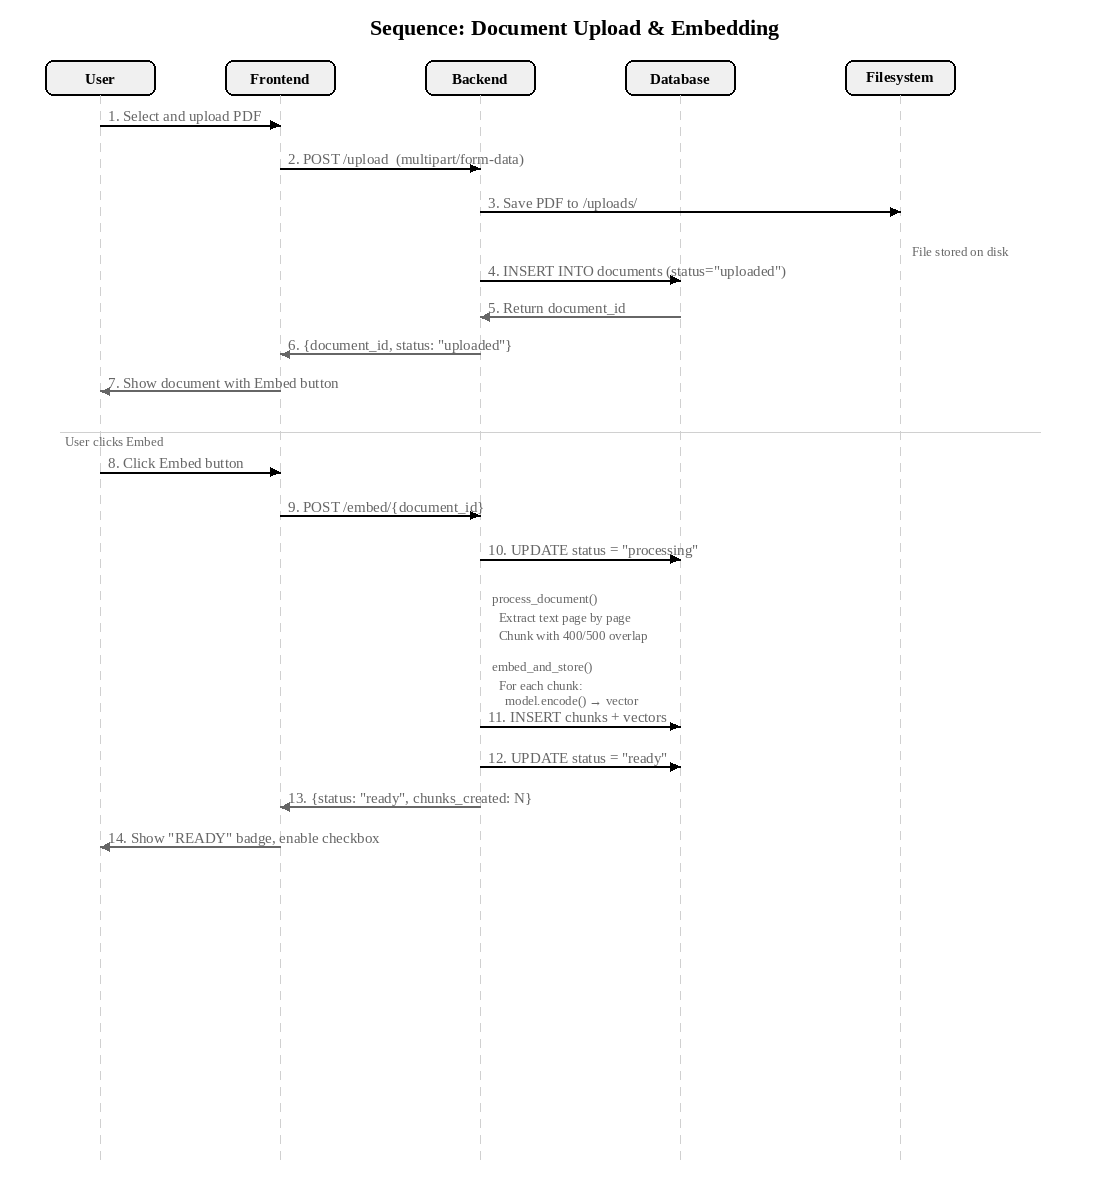 Sequence: Document Upload & Embedding
User
Frontend
Backend
Database
Filesystem
1. Select and upload PDF
2. POST /upload  (multipart/form-data)
3. Save PDF to /uploads/
File stored on disk
4. INSERT INTO documents (status="uploaded")
5. Return document_id
6. {document_id, status: "uploaded"}
7. Show document with Embed button
User clicks Embed
8. Click Embed button
9. POST /embed/{document_id}
10. UPDATE status = "processing"
process_document()
Extract text page by page
Chunk with 400/500 overlap
embed_and_store()
For each chunk:
model.encode() → vector
11. INSERT chunks + vectors
12. UPDATE status = "ready"
13. {status: "ready", chunks_created: N}
14. Show "READY" badge, enable checkbox